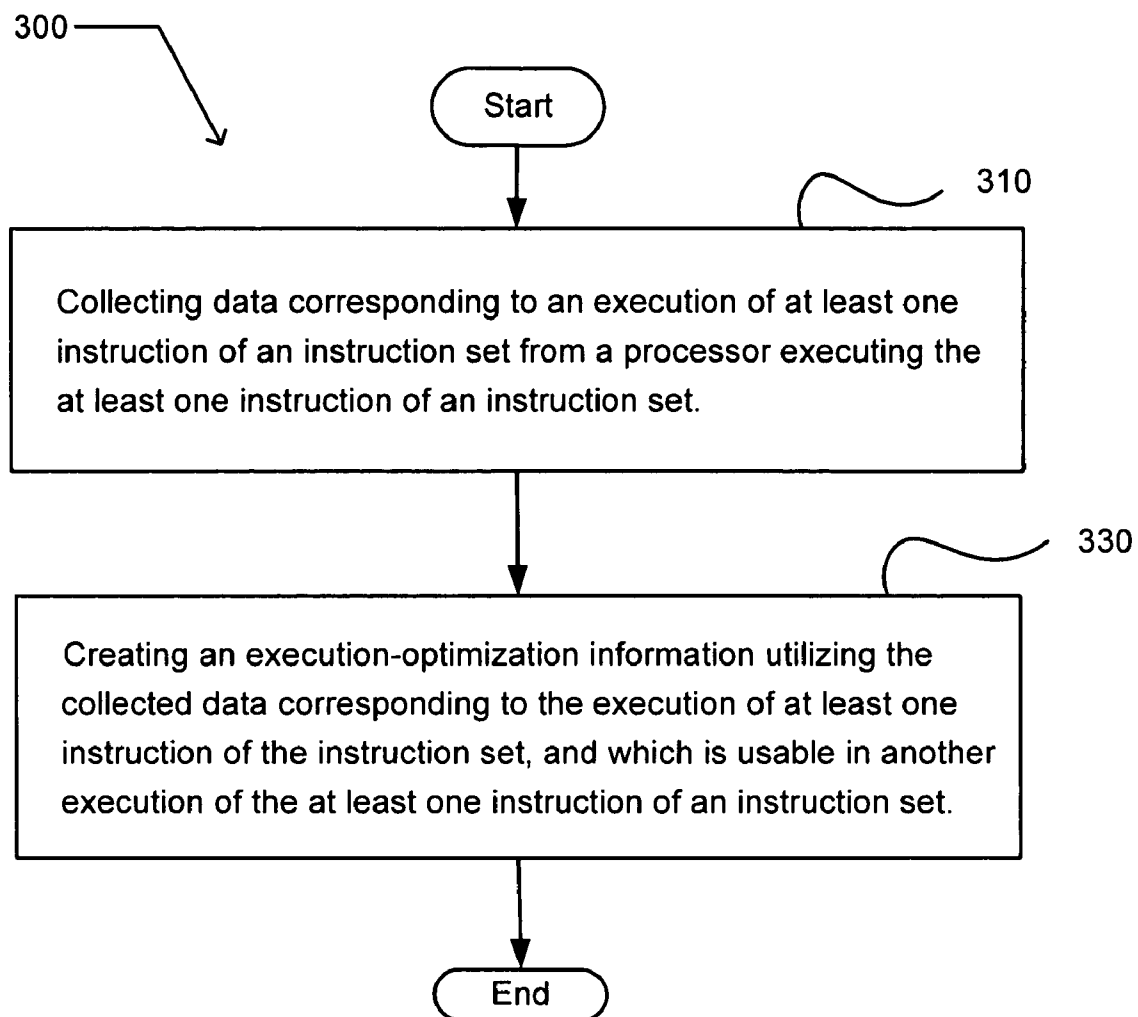 300
Start
310
Collecting data corresponding to an execution of at least one
instruction of an instruction set from a processor executing the
at least one instruction of an instruction set.
330
Creating an execution-optimization information utilizing the
collected data corresponding to the execution of at least one
instruction of the instruction set, and which is usable in another
execution of the at least one instruction of an instruction set.
End